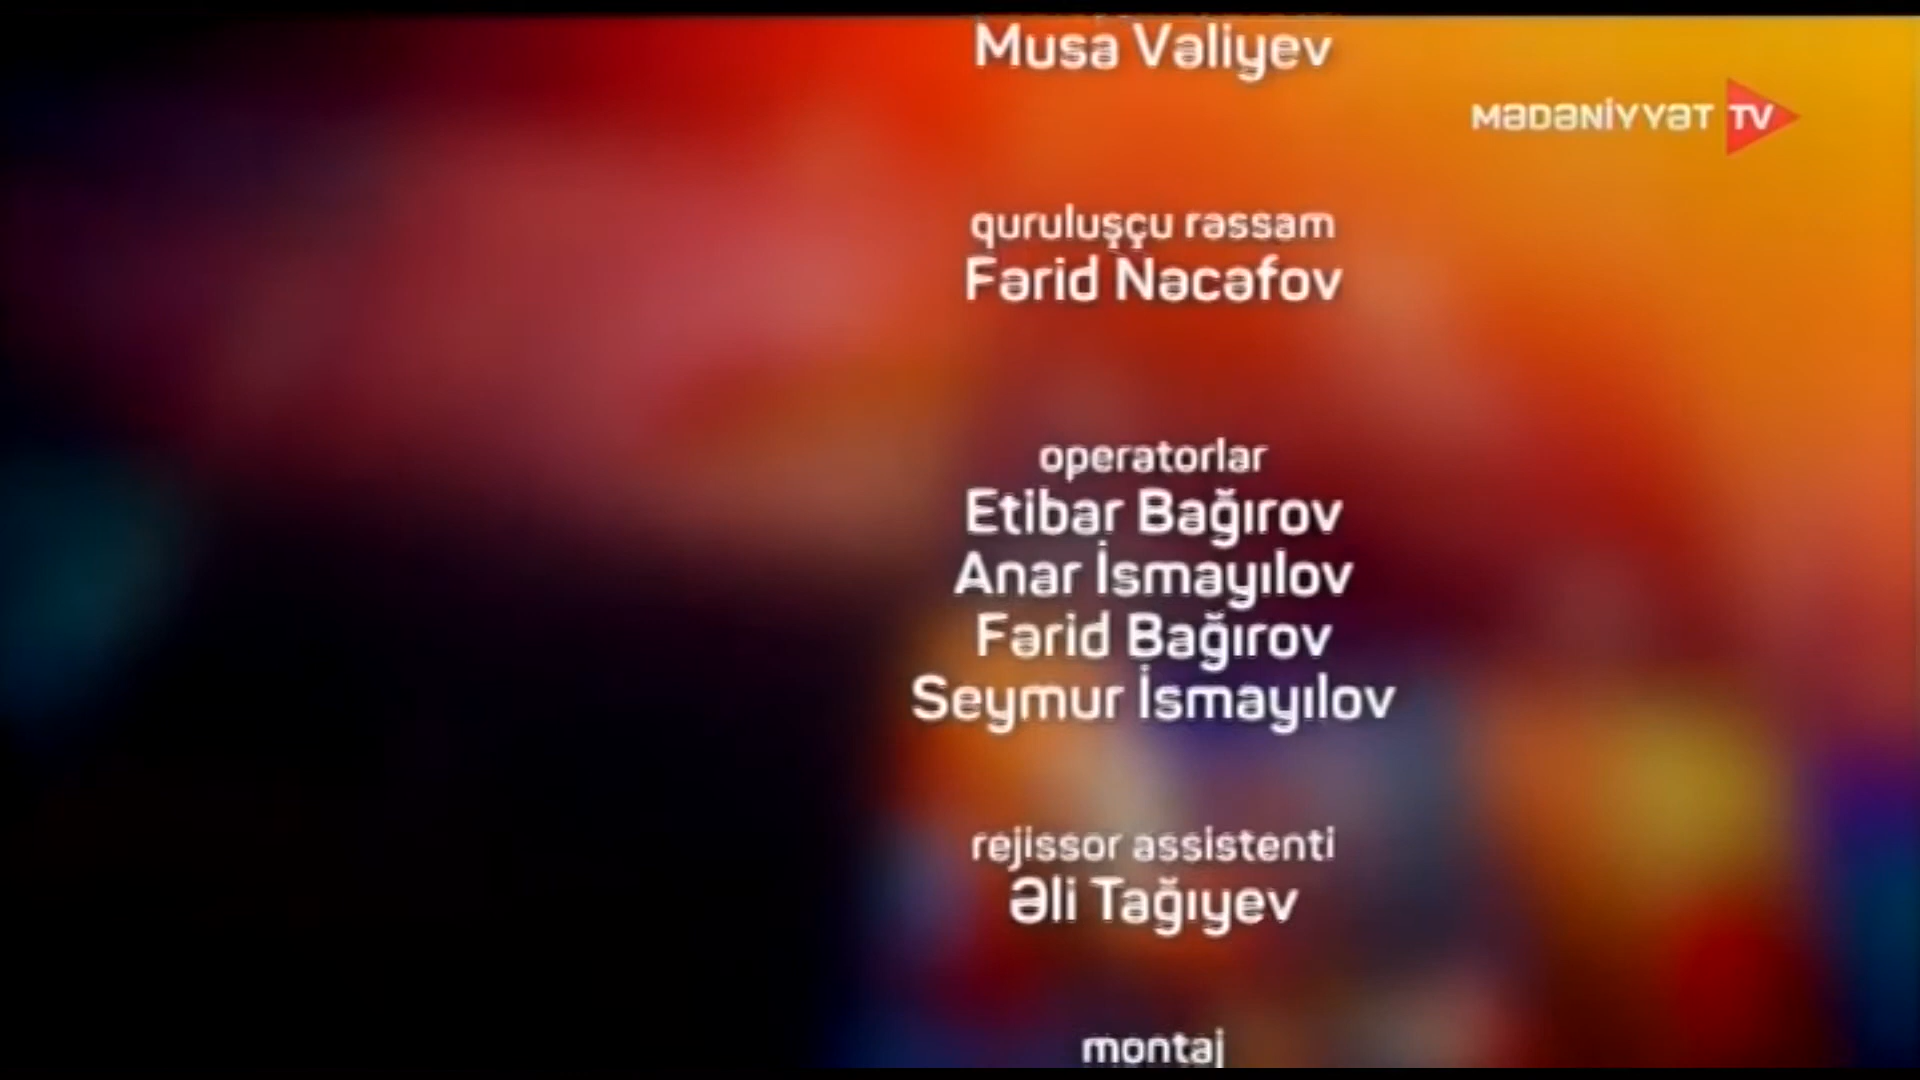 Musa Vəliyev
MƏDƏNİYYƏT TV
quruluşçu rəssam
Fərid Nəcəfov
operatorlar
Etibar Bağırov
Anar İsmayılov
Fərid Bağırov
Seymur İsmayılov
rejissor assistenti
Əli Tağıyev
montaj